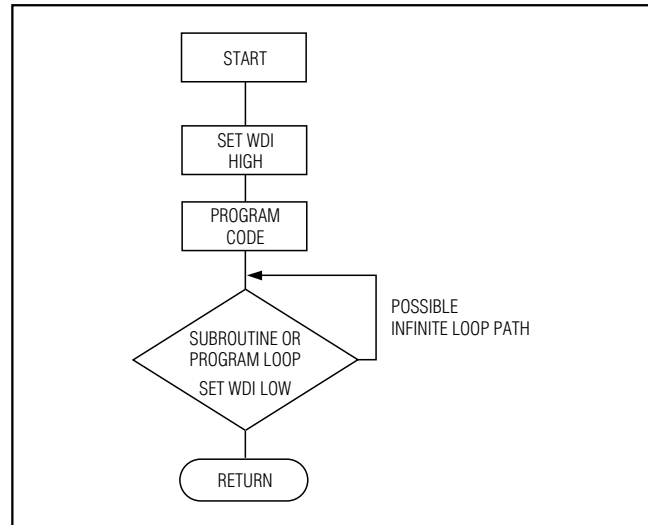 START
SET WDI
HIGH
PROGRAM
CODE
POSSIBLE
INFINITE LOOP PATH
SUBROUTINE OR
PROGRAM LOOP
SET WDI LOW
RETURN